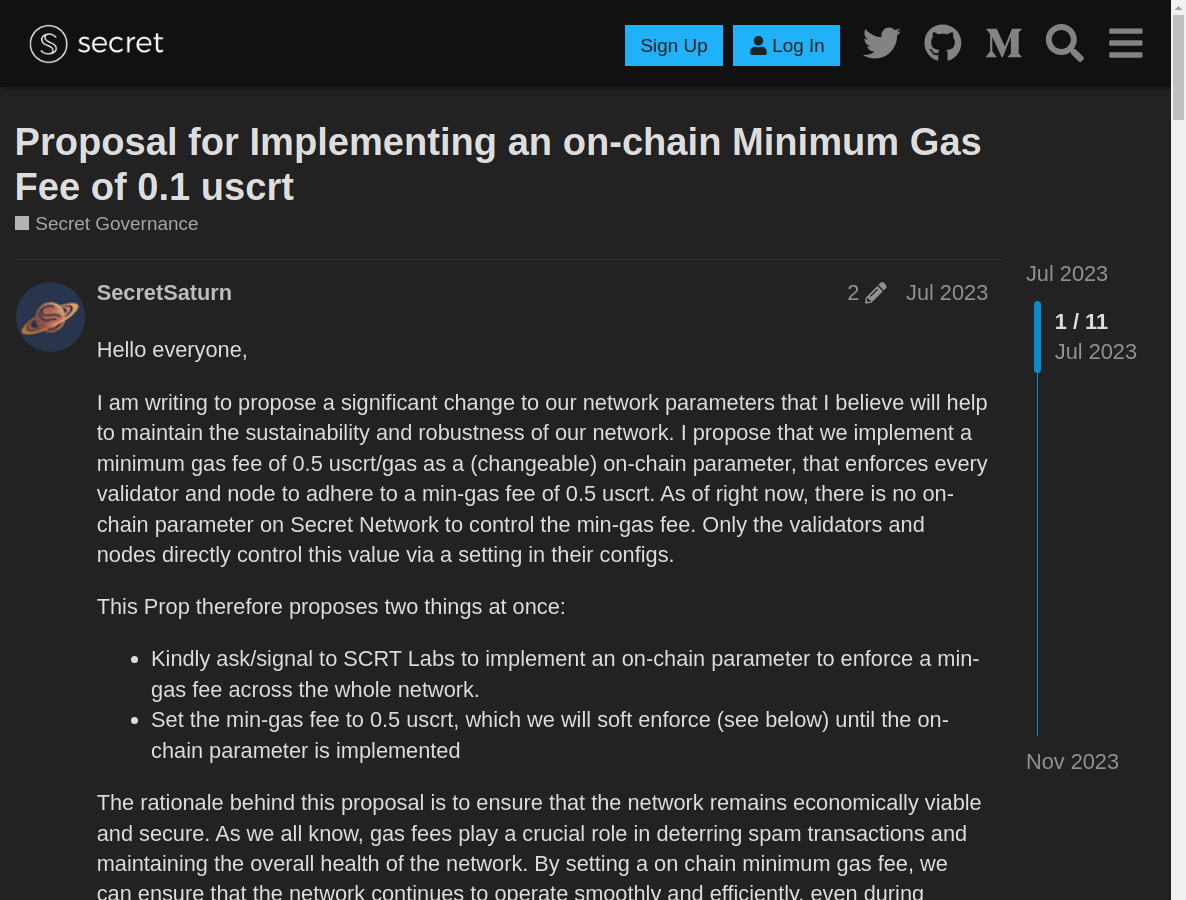 secret
Sign Up
Log In
Proposal for Implementing an on-chain Minimum Gas
Fee of 0.1 uscrt
Secret Governance
SecretSaturn
2
Jul 2023
Hello everyone,
I am writing to propose a significant change to our network parameters that I believe will help
to maintain the sustainability and robustness of our network. I propose that we implement a
minimum gas fee of 0.5 uscrt/gas as a (changeable) on-chain parameter, that enforces every
validator and node to adhere to a min-gas fee of 0.5 uscrt. As of right now, there is no on-
chain parameter on Secret Network to control the min-gas fee. Only the validators and
nodes directly control this value via a setting in their configs.
This Prop therefore proposes two things at once:
Kindly ask/signal to SCRT Labs to implement an on-chain parameter to enforce a min-
gas fee across the whole network.
Set the min-gas fee to 0.5 uscrt, which we will soft enforce (see below) until the on-
chain parameter is implemented
The rationale behind this proposal is to ensure that the network remains economically viable
and secure. As we all know, gas fees play a crucial role in deterring spam transactions and
maintaining the overall health of the network. By setting a on chain minimum gas fee, we
can ensure that the network continues to operate smoothly and efficiently, even during
Jul 2023
1 / 11
Jul 2023
Nov 2023